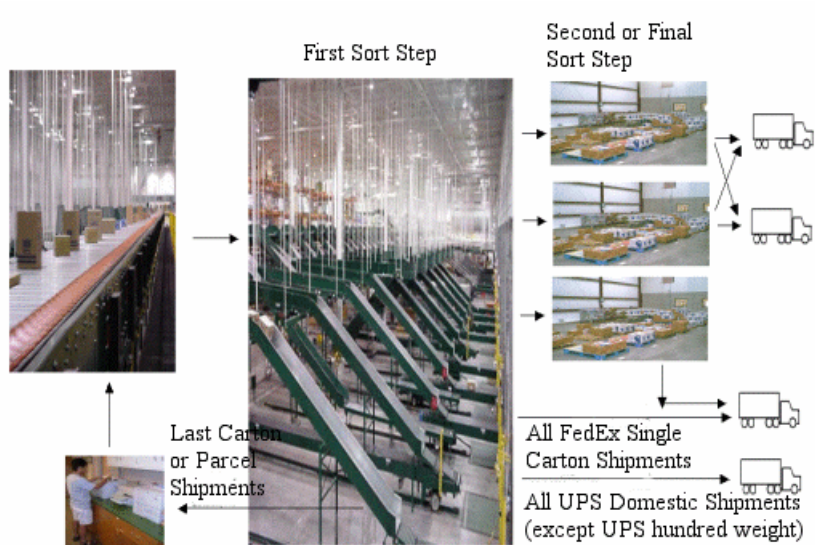 First Sort Step
Second or Final
Sort Step
Last Carton
or Parcel
Shipments
All FedEx Single
Carton Shipments
All UPS Domestic Shipments
(except UPS hundred weight)